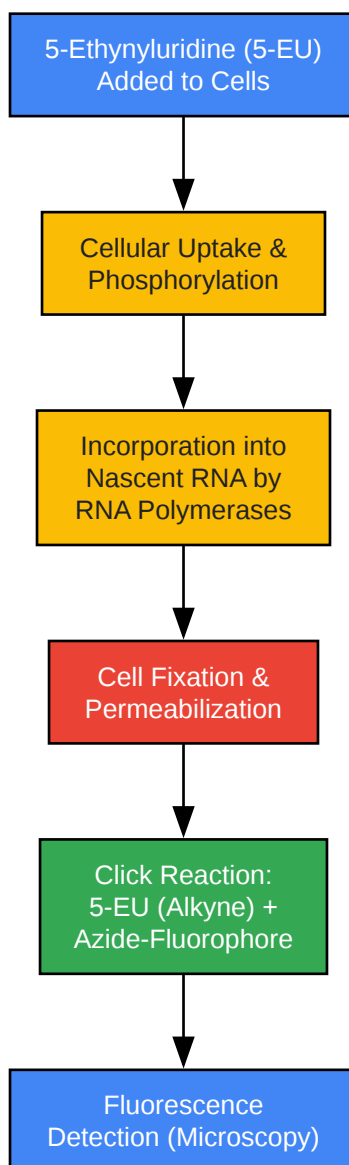 5-Ethynyluridine (5-EU)
Added to Cells
Cellular Uptake &
Phosphorylation
Incorporation into
Nascent RNA by
RNA Polymerases
Cell Fixation &
Permeabilization
Click Reaction:
5-EU (Alkyne) +
Azide-Fluorophore
Fluorescence
Detection (Microscopy)